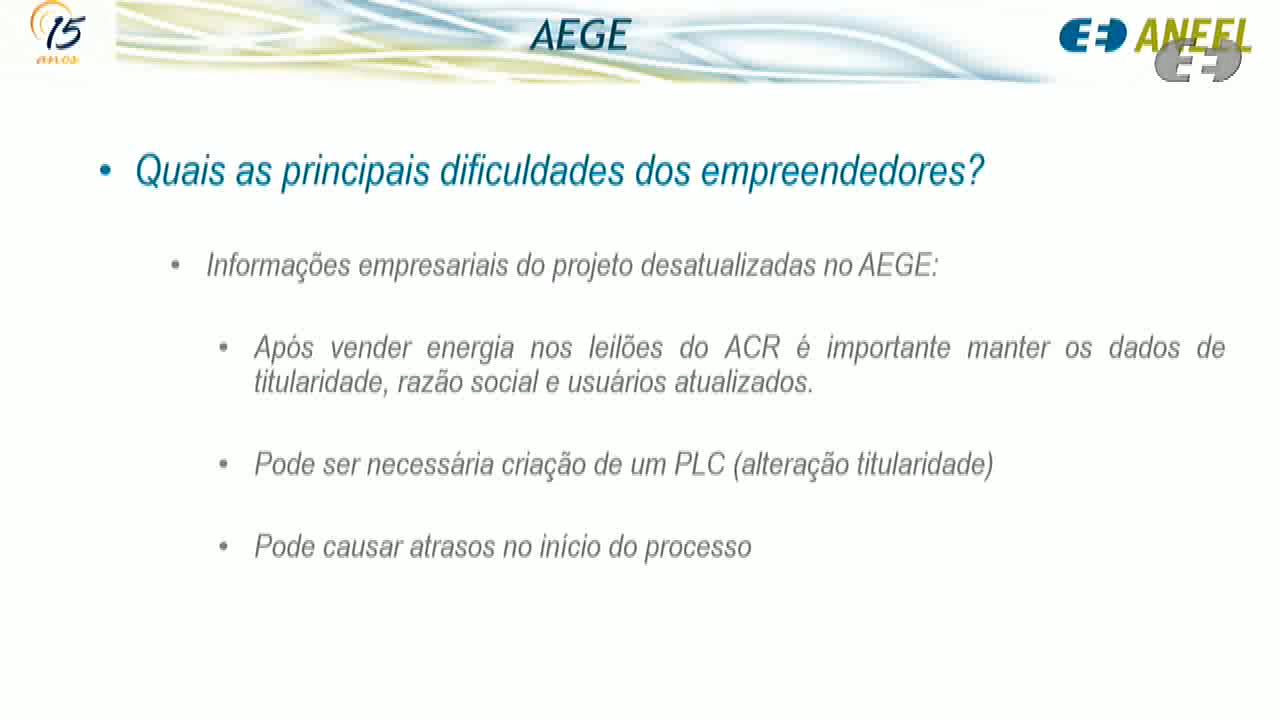 15
anos
AEGE
ANEEL
• Quais as principais dificuldades dos empreendedores?
• Informações empresariais do projeto desatualizadas no AEGE:
• Após vender energia nos leilões do ACR é importante manter os dados de
titularidade, razão social e usuários atualizados.
• Pode ser necessária criação de um PLC (alteração titularidade)
• Pode causar atrasos no início do processo